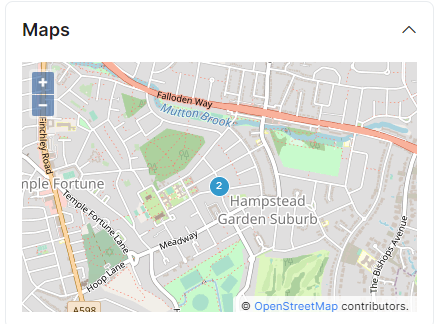 Maps
+
−
Falloden Way
Mutton Brook
Finchley Road
2
mple Fortune
Hampstead
Garden Suburb
Temple Fortune Lane
Meadway
Hoop Lane
The Bishops Avenue
A598
© OpenStreetMap contributors.